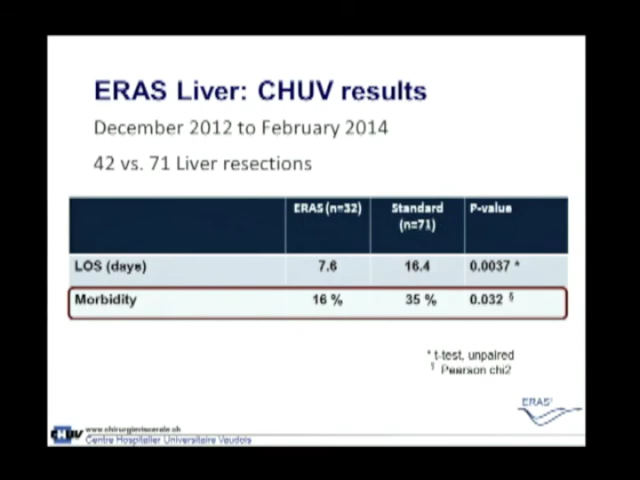 ERAS Liver: CHUV results
December 2012 to February 2014
42 vs. 71 Liver resections
ERAS (n=32) Standard (n=71) P-value
LOS (days) 7.6 16.4 0.0037 *
Morbidity 16 % 35 % 0.032 §
* t-test, unpaired
¶ Pearson chi2
ERAS
CHUV www.chirurgieviscerale.ch
Centre Hospitalier Universitaire Vaudois